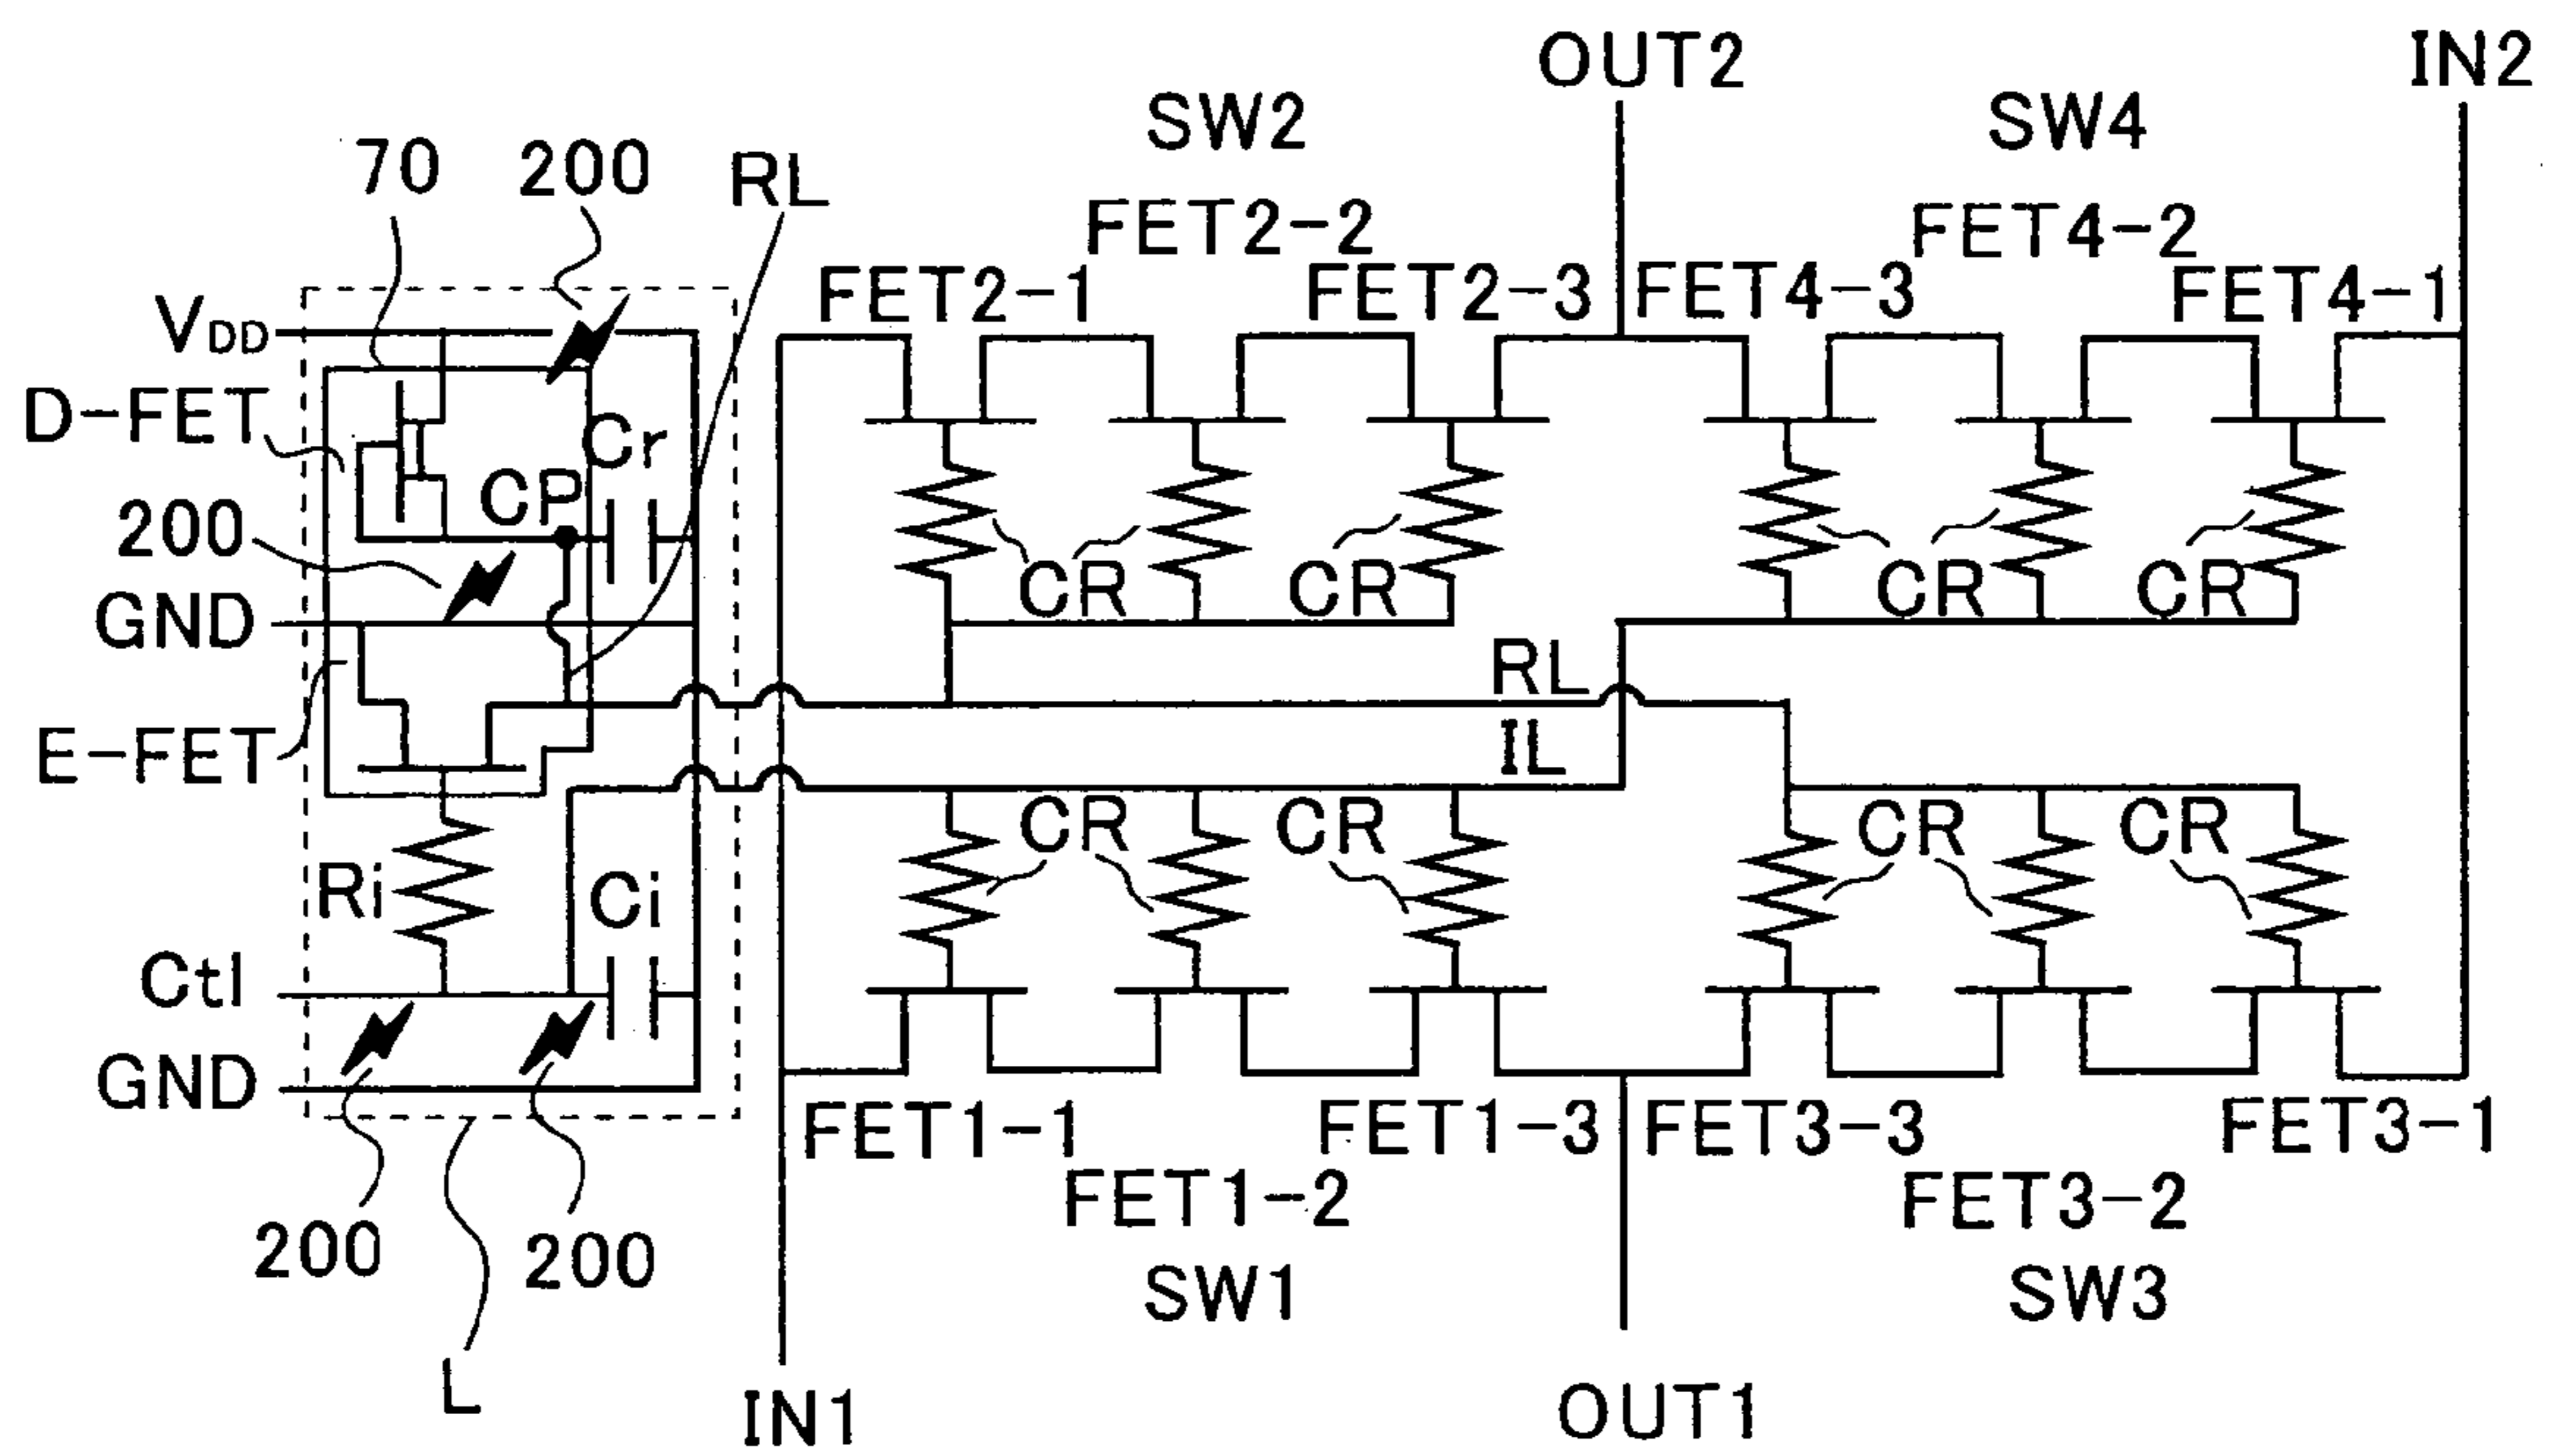 OUT2
IN2
SW2
SW4
70
200
RL
FET2-2
FET4-2
FET2-1
FET2-3
FET4-3
FET4-1
VDD
D-FET
Cr
CP
200
CR
CR
CR
CR
GND
RL
IL
E-FET
CR
CR
CR
CR
Ri
Ci
Ctl
GND
FET1-1
FET1-3
FET3-3
FET3-1
FET1-2
FET3-2
200
200
SW1
SW3
L
IN1
OUT1